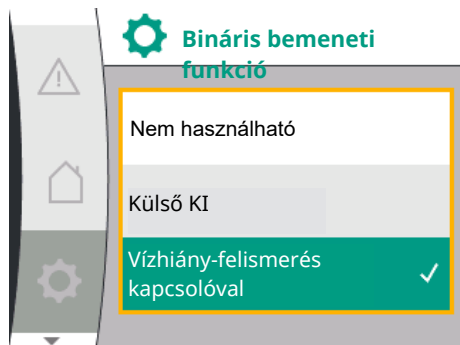 Bináris bemeneti
funkció
Nem használható
Külső KI
Vízhiány-felismerés
kapcsolóval